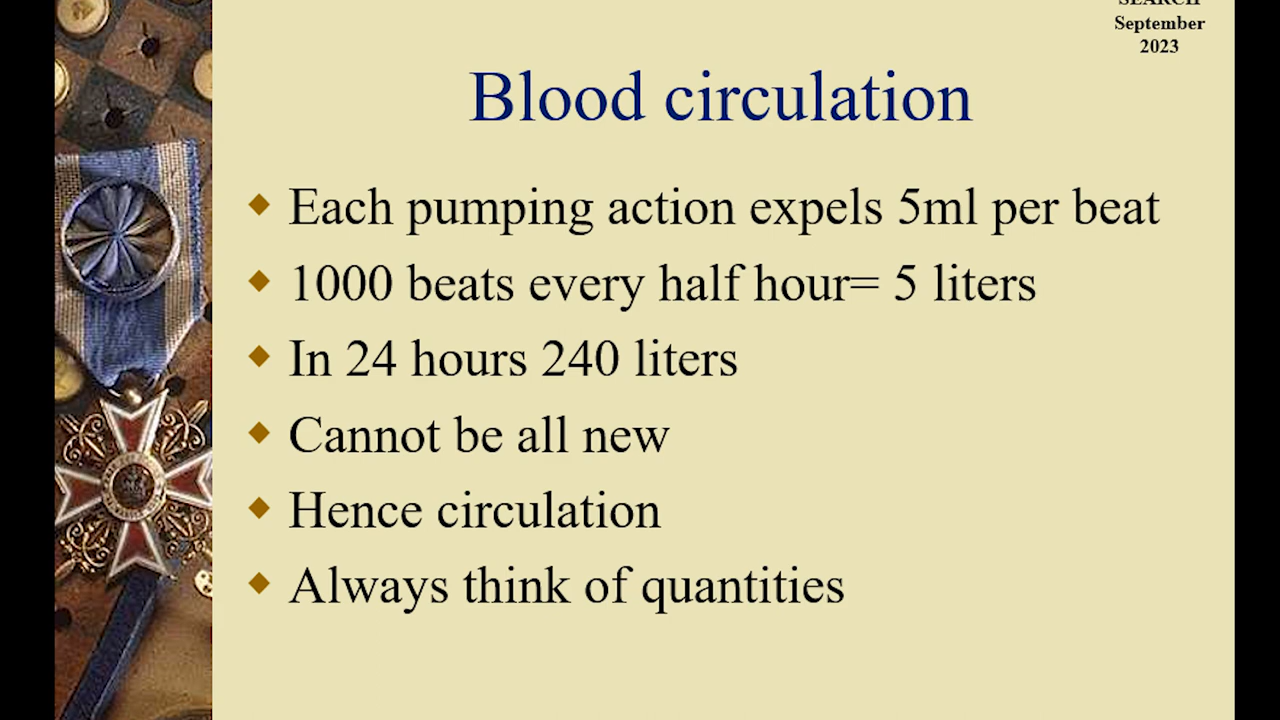 September
2023
Blood circulation
Each pumping action expels 5ml per beat
1000 beats every half hour= 5 liters
In 24 hours 240 liters
Cannot be all new
Hence circulation
Always think of quantities